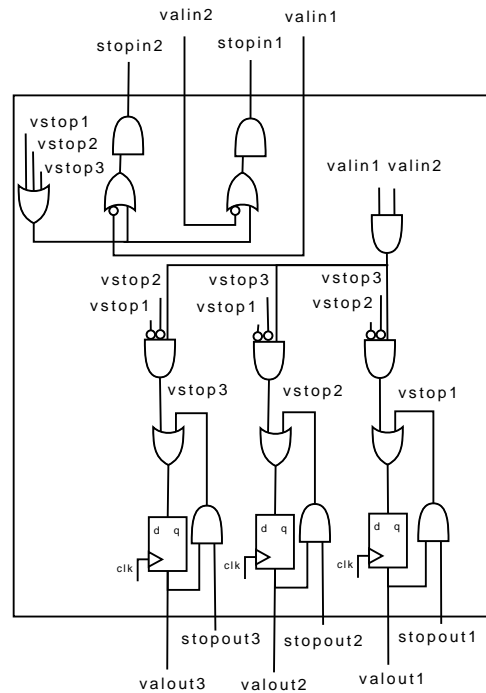 valin2
valin1
stopin2
stopin1
vstop1
vstop2
vstop3
valin1 valin2
vstop2
vstop1
vstop3
vstop1
vstop3
vstop2
vstop3
vstop2
vstop1
d q
d q
d q
clk
clk
clk
stopout3
stopout2
stopout1
valout3
valout2
valout1